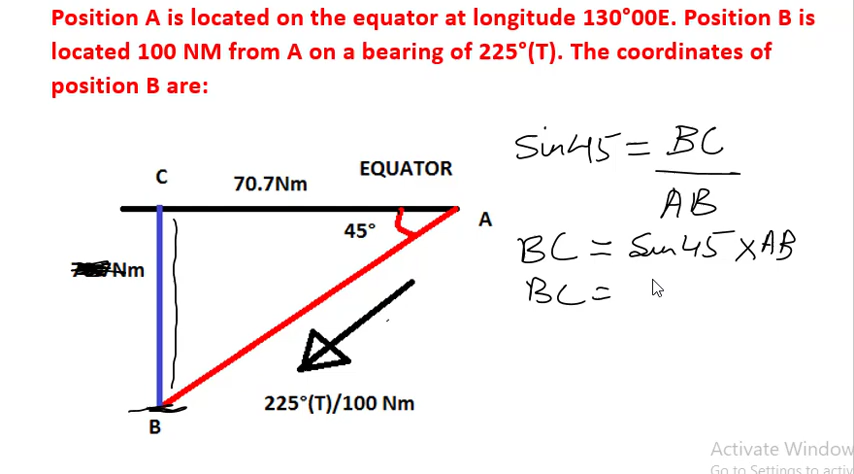 Position A is located on the equator at longitude 130°00E. Position B is
located 100 NM from A on a bearing of 225°(T). The coordinates of
position B are:
Sin45 = BC
AB
C
70.7Nm
EQUATOR
A
45°
BC = Sin45 X AB
Nm
BC =
225°(T)/100 Nm
B
Activate Window
Go to Settings to activ